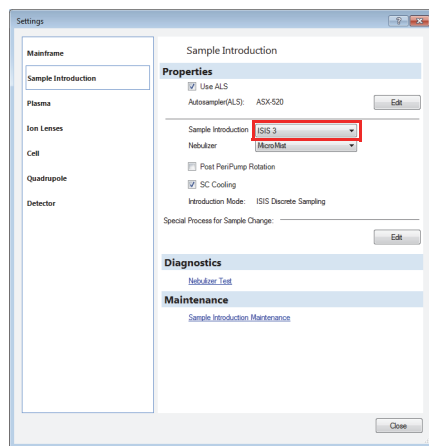 Settings
Mainframe
Sample Introduction
Plasma
Ion Lenses
Cell
Quadrupole
Detector
Sample Introduction
Properties
Use ALS
Autosampler(ALS): ASX-520 Edit
Sample Introduction ISIS 3
Nebulizer MicroMist
Post PeriPump Rotation
SC Cooling
Introduction Mode: ISIS Discrete Sampling
Special Process for Sample Change:
Edit
Diagnostics
Nebulizer Test
Maintenance
Sample Introduction Maintenance
Close